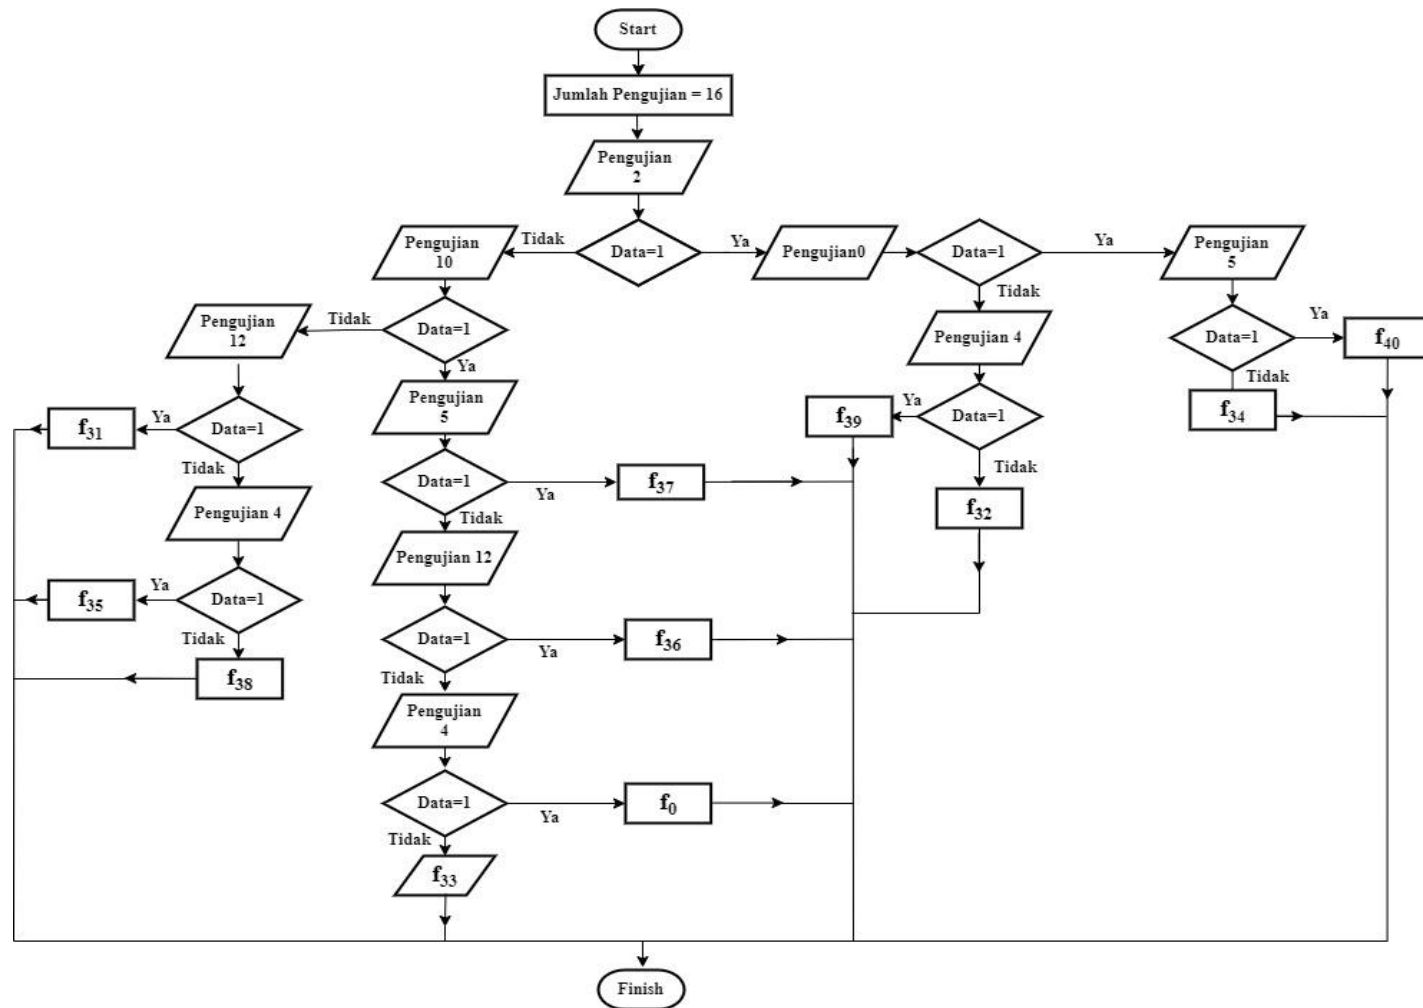 Start
Jumlah Pengujian = 16
Pengujian
2
Data=1
Tidak
Ya
Pengujian
10
Pengujian0
Data=1
Ya
Pengujian
5
Tidak
Pengujian
12
Tidak
Data=1
Ya
Pengujian 4
Data=1
Ya
f40
Tidak
f34
Pengujian
5
Data=1
Ya
f39
Tidak
f32
Data=1
Ya
f31
Tidak
Pengujian 4
Data=1
Ya
f37
Tidak
Pengujian 12
Data=1
Ya
f35
Tidak
f38
Data=1
Ya
f36
Tidak
Pengujian
4
Data=1
Ya
f0
Tidak
f33
Finish